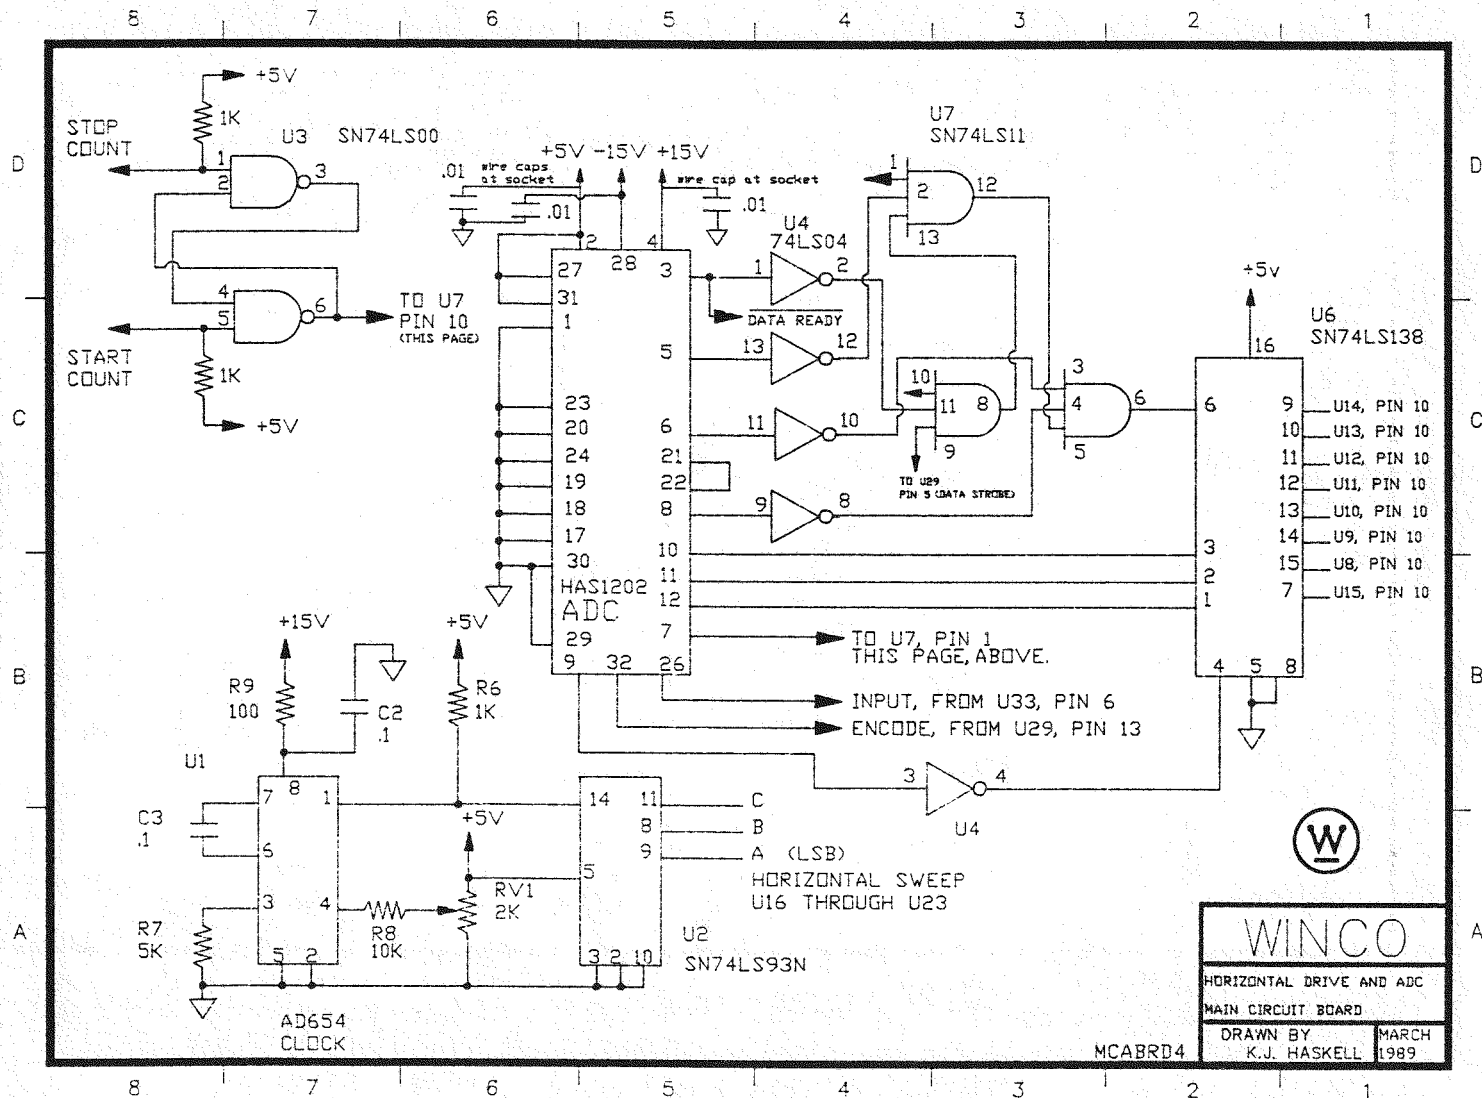 8 7 6 5 4 3 2 1
+5V
1K
STOP
COUNT
U3 SN74LS00
1
2
3
4
5
6
TO U7
PIN 10
(THIS PAGE)
START
COUNT
1K
+5V
+5V -15V +15V
.01
wire caps
at socket
.01
wire cap at socket
.01
U4
74LS04
U7
SN74LS11
1
2
13
12
2
28
4
27
31
1
23
20
24
19
18
17
30
HAS1202
ADC
29
9 32 26
3
5
6
21
22
8
10
11
12
7
1 2
DATA READY
13 12
11 10
9 8
10
11
9
8
TO U29
PIN 5 (DATA STROBE)
3
4
5
6
+5v
U6
SN74LS138
16
6
3
2
1
9 U14, PIN 10
10 U13, PIN 10
11 U12, PIN 10
12 U11, PIN 10
13 U10, PIN 10
14 U9, PIN 10
15 U8, PIN 10
7 U15, PIN 10
4 5 8
TO U7, PIN 1
THIS PAGE, ABOVE.
INPUT, FROM U33, PIN 6
ENCODE, FROM U29, PIN 13
3 4
U4
+15V
R9
100
C2
.1
+5V
R6
1K
U1
C3
.1
7
8
1
6
3
4
5 2
R7
5K
R8
10K
+5V
RV1
2K
AD654
CLOCK
14
5
11 C
8 B
9 A (LSB)
HORIZONTAL SWEEP
U16 THROUGH U23
3 2 10
U2
SN74LS93N
W
WINCO
HORIZONTAL DRIVE AND ADC
MAIN CIRCUIT BOARD
DRAWN BY
K.J. HASKELL
MARCH
1989
MCABRD4
D
C
B
A
D
C
B
A
8 7 6 5 4 3 2 1